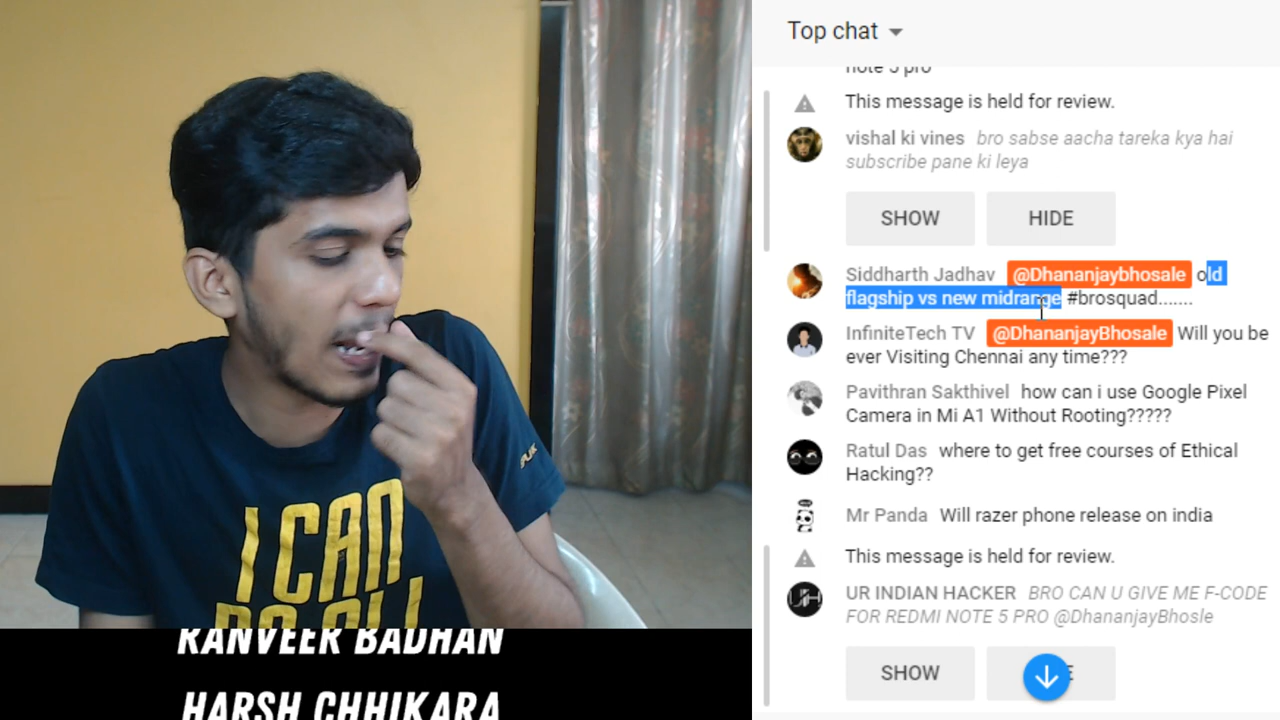 I CAN
RANVEER BADHAN
HARSH CHHIKARA
Top chat
note 5 pro
This message is held for review.
vishal ki vines bro sabse aacha tareka kya hai
subscribe pane ki leya
SHOW HIDE
Siddharth Jadhav @Dhananjaybhosale old
flagship vs new midrange #brosquad.......
InfiniteTech TV @DhananjayBhosale Will you be
ever Visiting Chennai any time???
Pavithran Sakthivel how can i use Google Pixel
Camera in Mi A1 Without Rooting?????
Ratul Das where to get free courses of Ethical
Hacking??
Mr Panda Will razer phone release on india
This message is held for review.
UR INDIAN HACKER BRO CAN U GIVE ME F-CODE
FOR REDMI NOTE 5 PRO @DhananjayBhosle
SHOW